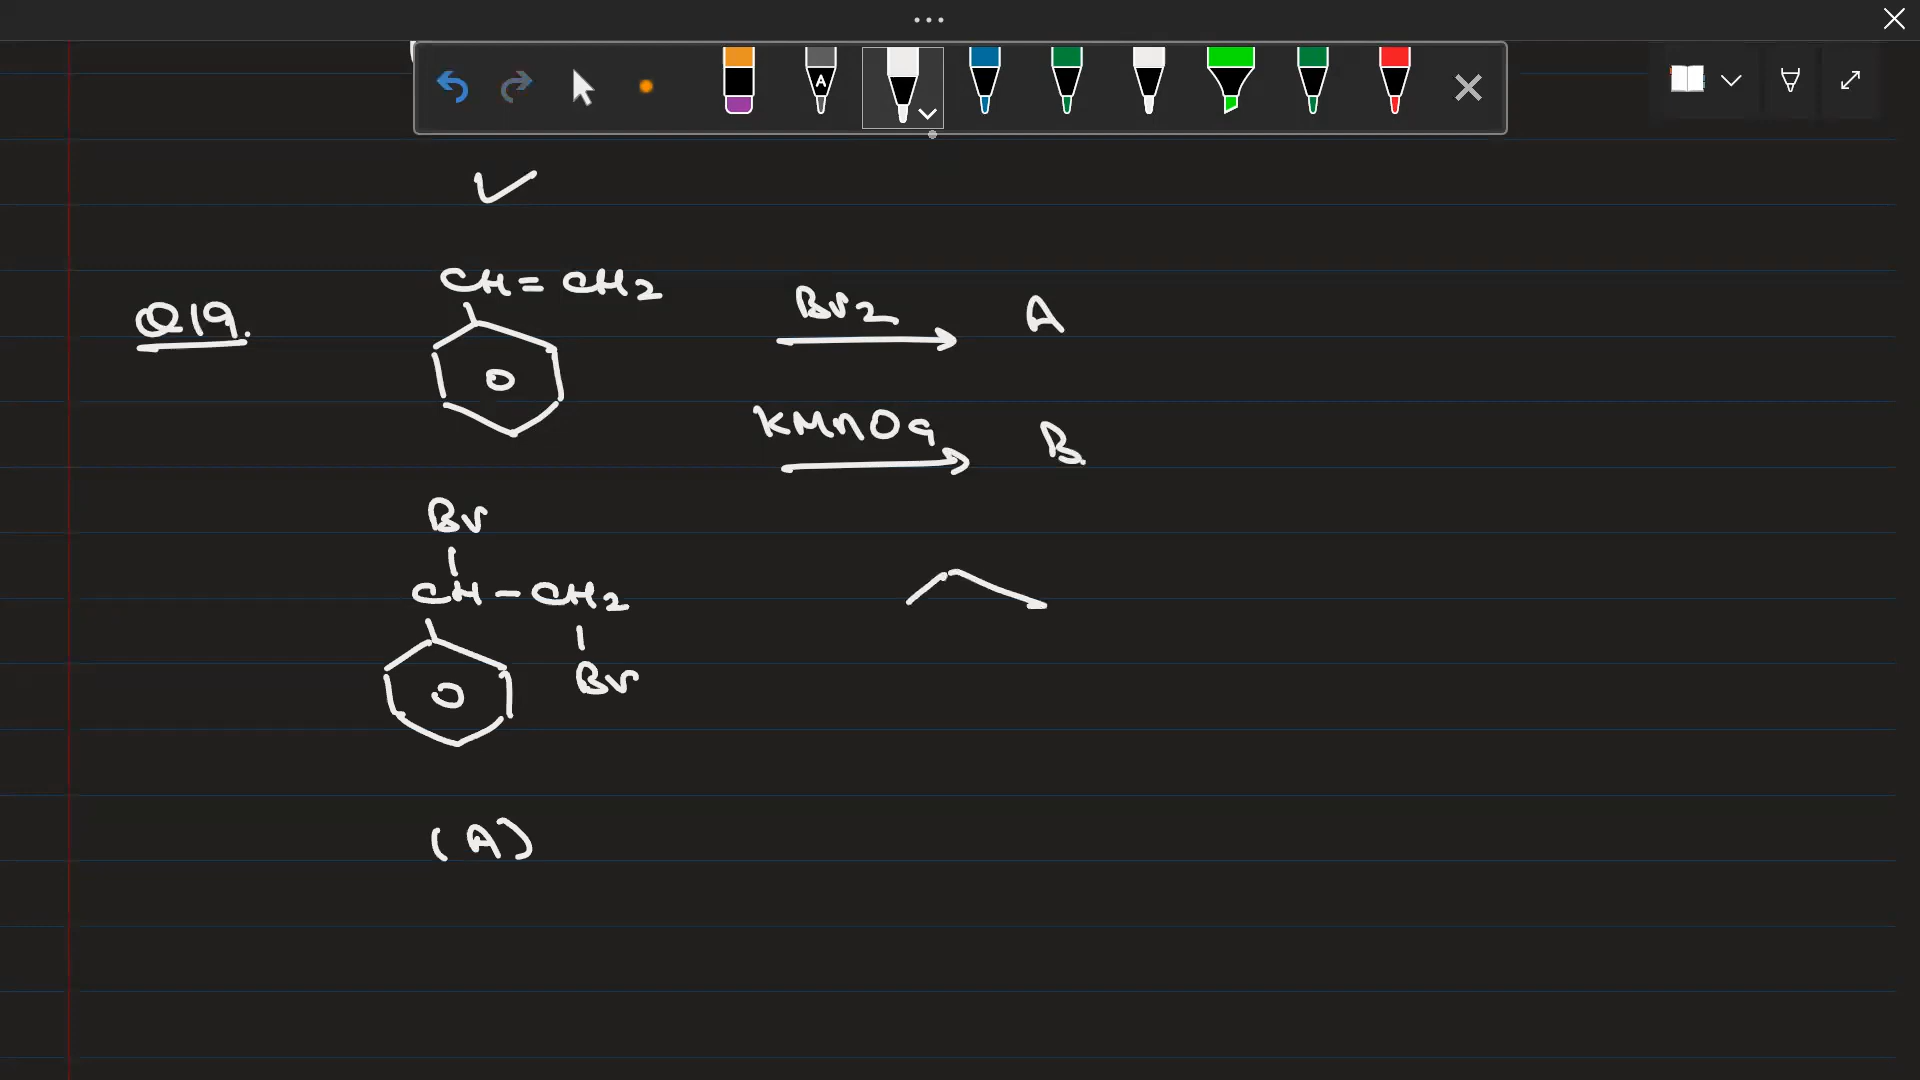 Q19. CH = CH2 Br2 A
KMnO4 B.
Br
CH - CH2
Br
(A)